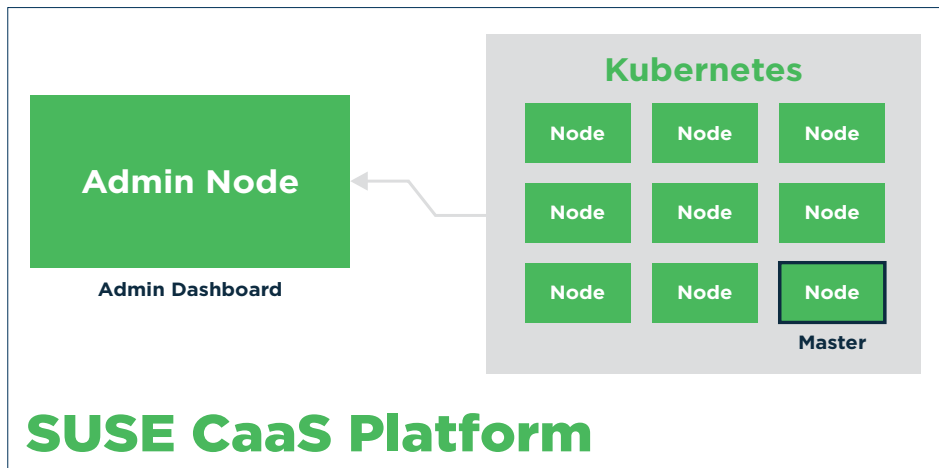 Kubernetes
Node Node Node
Admin Node
Node Node Node
Admin Dashboard
Node Node Node
Master
SUSE CaaS Platform